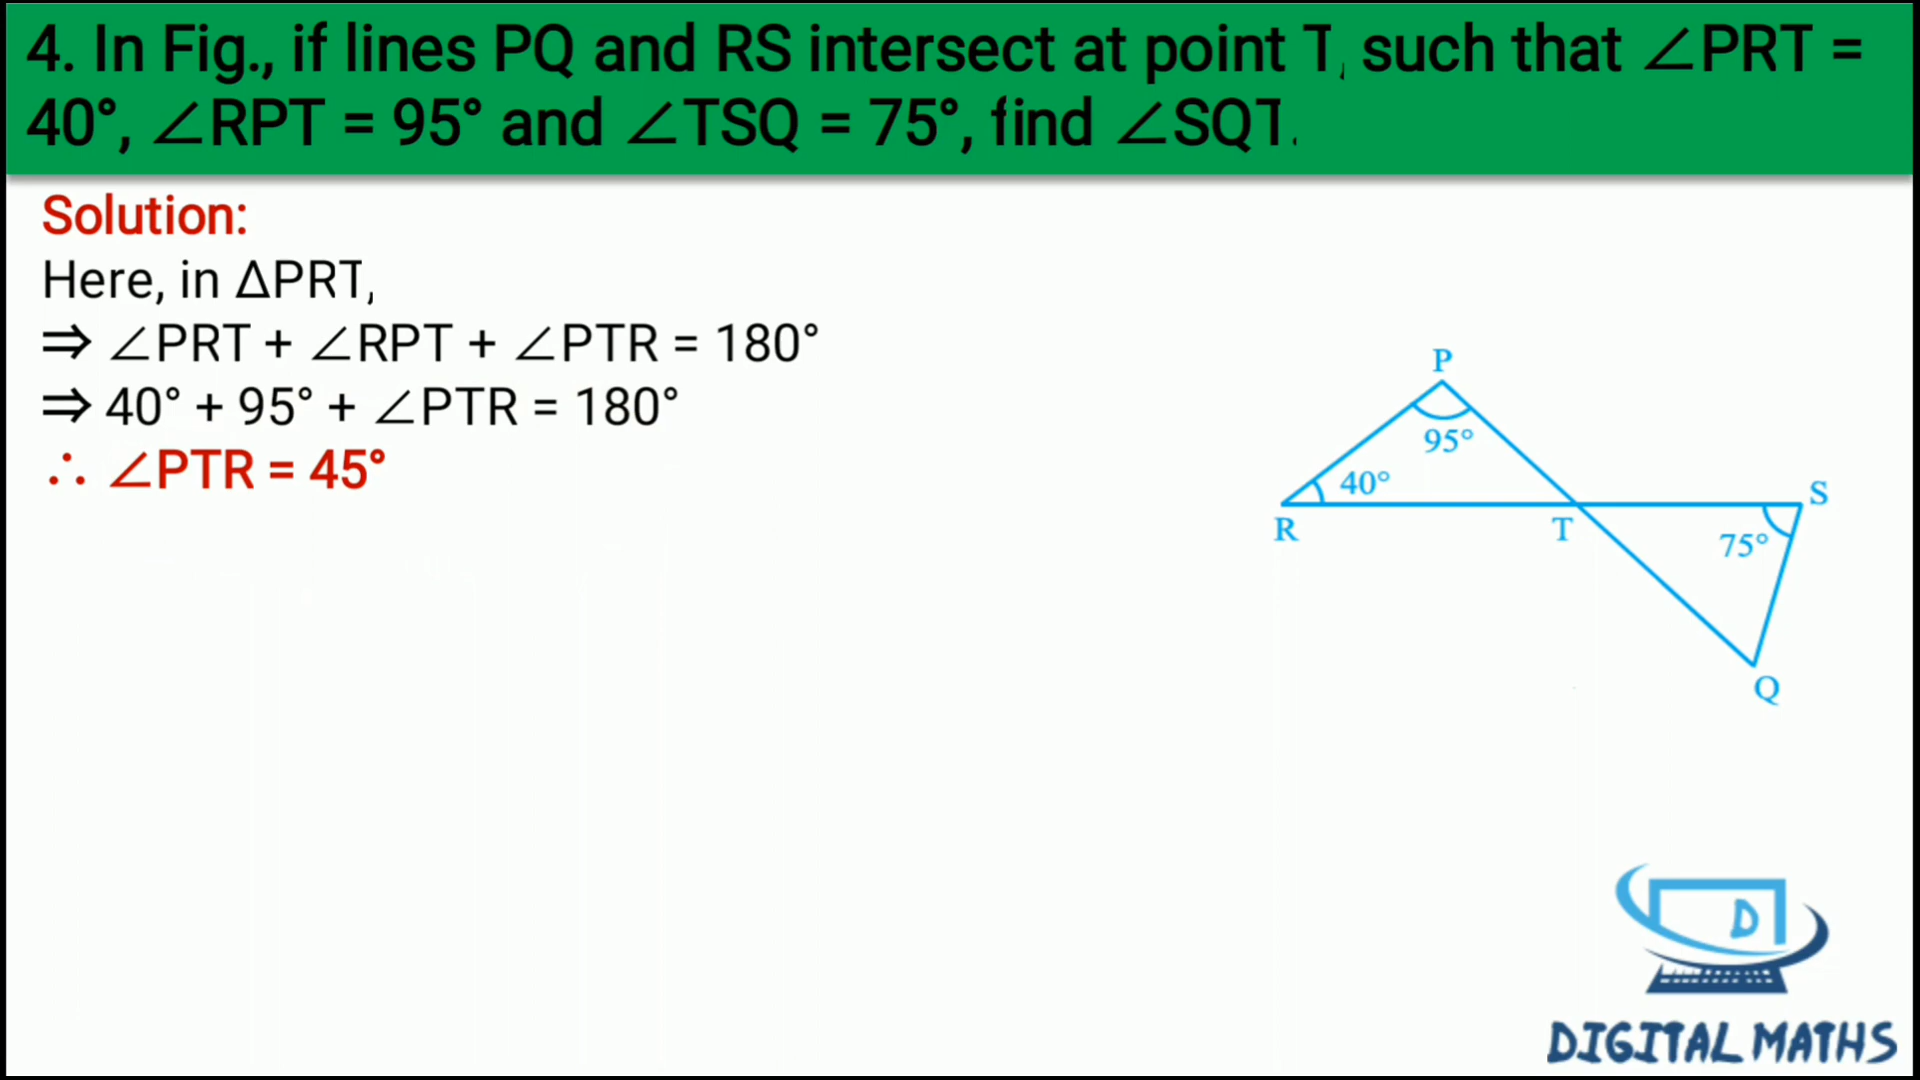 4. In Fig., if lines PQ and RS intersect at point T, such that ∠PRT =
40°, ∠RPT = 95° and ∠TSQ = 75°, find ∠SQT.
Solution:
Here, in ΔPRT,
⇒ ∠PRT + ∠RPT + ∠PTR = 180°
⇒ 40° + 95° + ∠PTR = 180°
∴ ∠PTR = 45°
P
95°
40°
S
R
T
75°
Q
D
DIGITAL MATHS